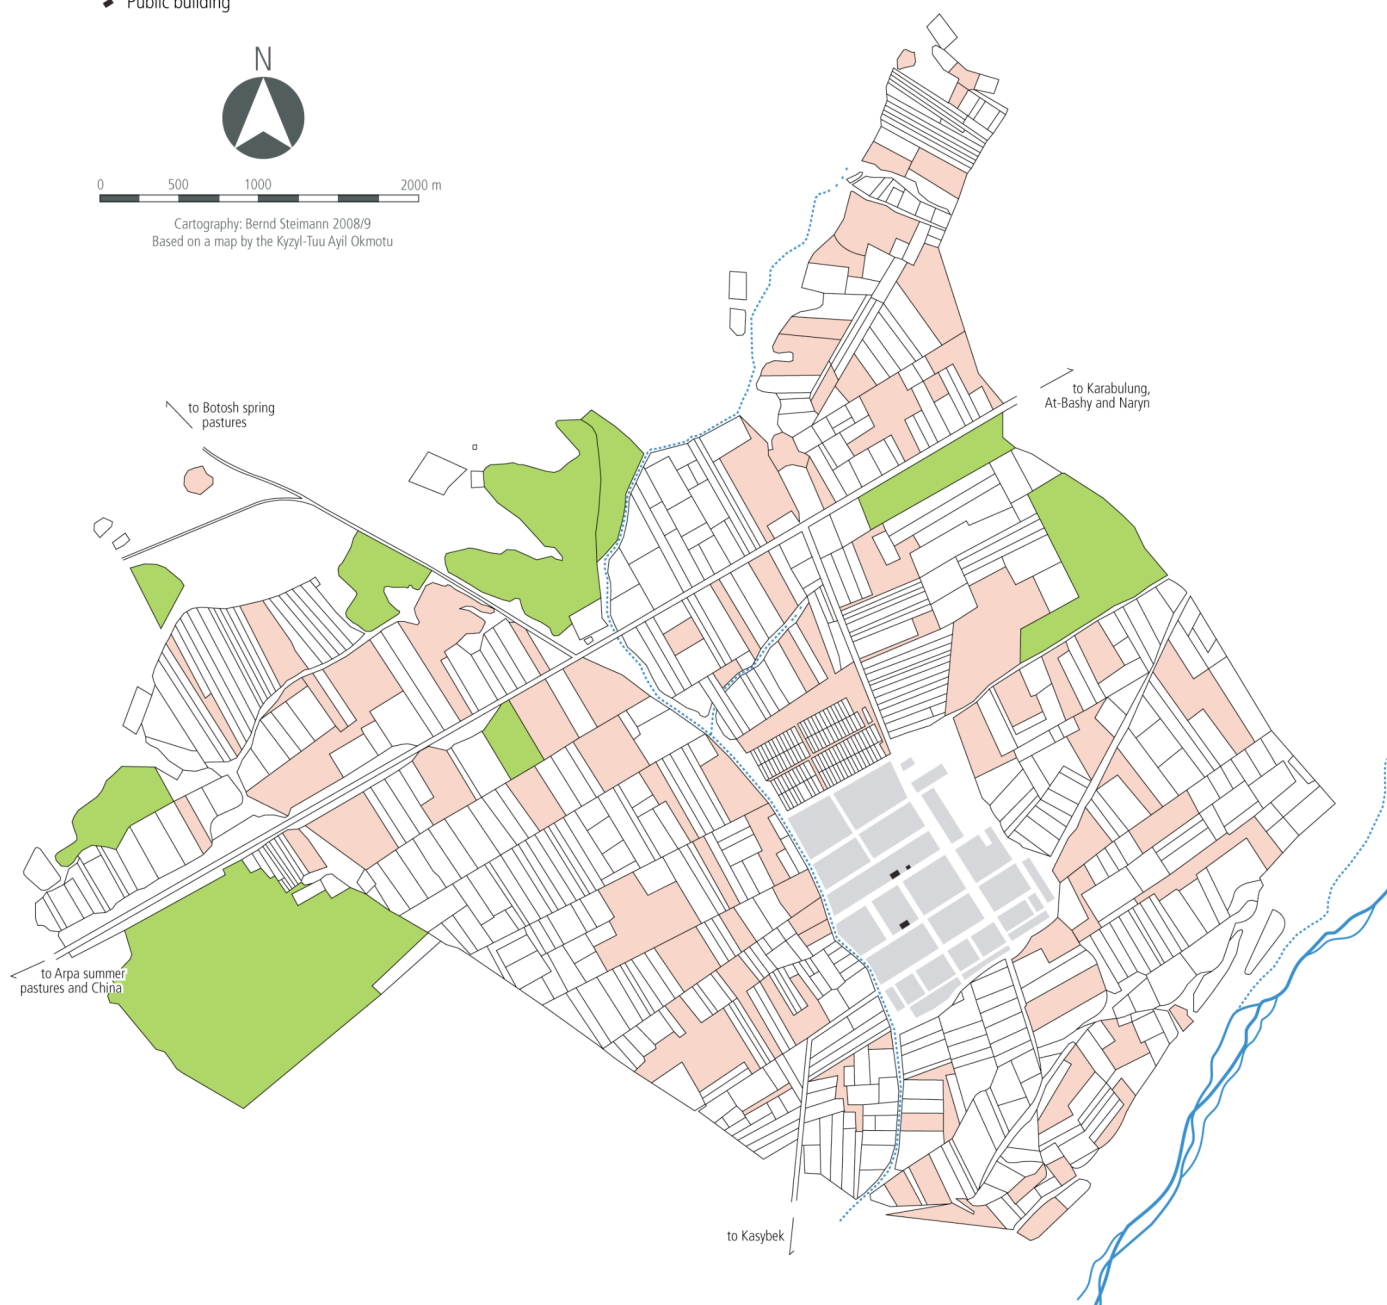 Public building
N
0 500 1000 2000 m
Cartography: Bernd Steimann 2008/9
Based on a map by the Kyzyl-Tuu Ayil Okmotu
to Karabulung,
At-Bashy and Naryn
to Botosh spring
pastures
to Arpa summer
pastures and China
to Kasybek